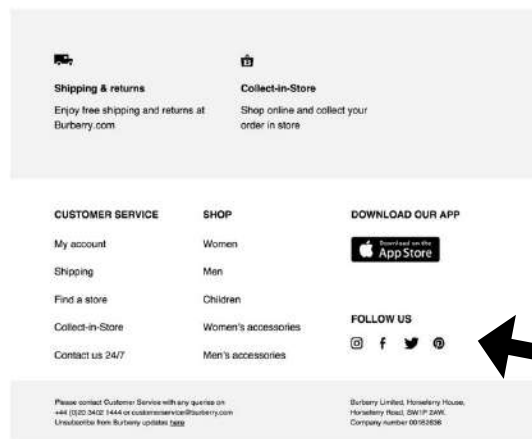 Shipping & returns
Enjoy free shipping and returns at
Burberry.com
Collect-in-Store
Shop online and collect your
order in store
CUSTOMER SERVICE
My account
Shipping
Find a store
Collect-in-Store
Contact us 24/7
SHOP
Women
Men
Children
Women's accessories
Men's accessories
DOWNLOAD OUR APP
Download on the
App Store
FOLLOW US
Please contact Customer Service with any queries on
+44 (0)20 3402 1444 or customerservice@burberry.com
Unsubscribe from Burberry updates here
Burberry Limited, Horseferry House,
Horseferry Road, SW1P 2AW.
Company number 00162636